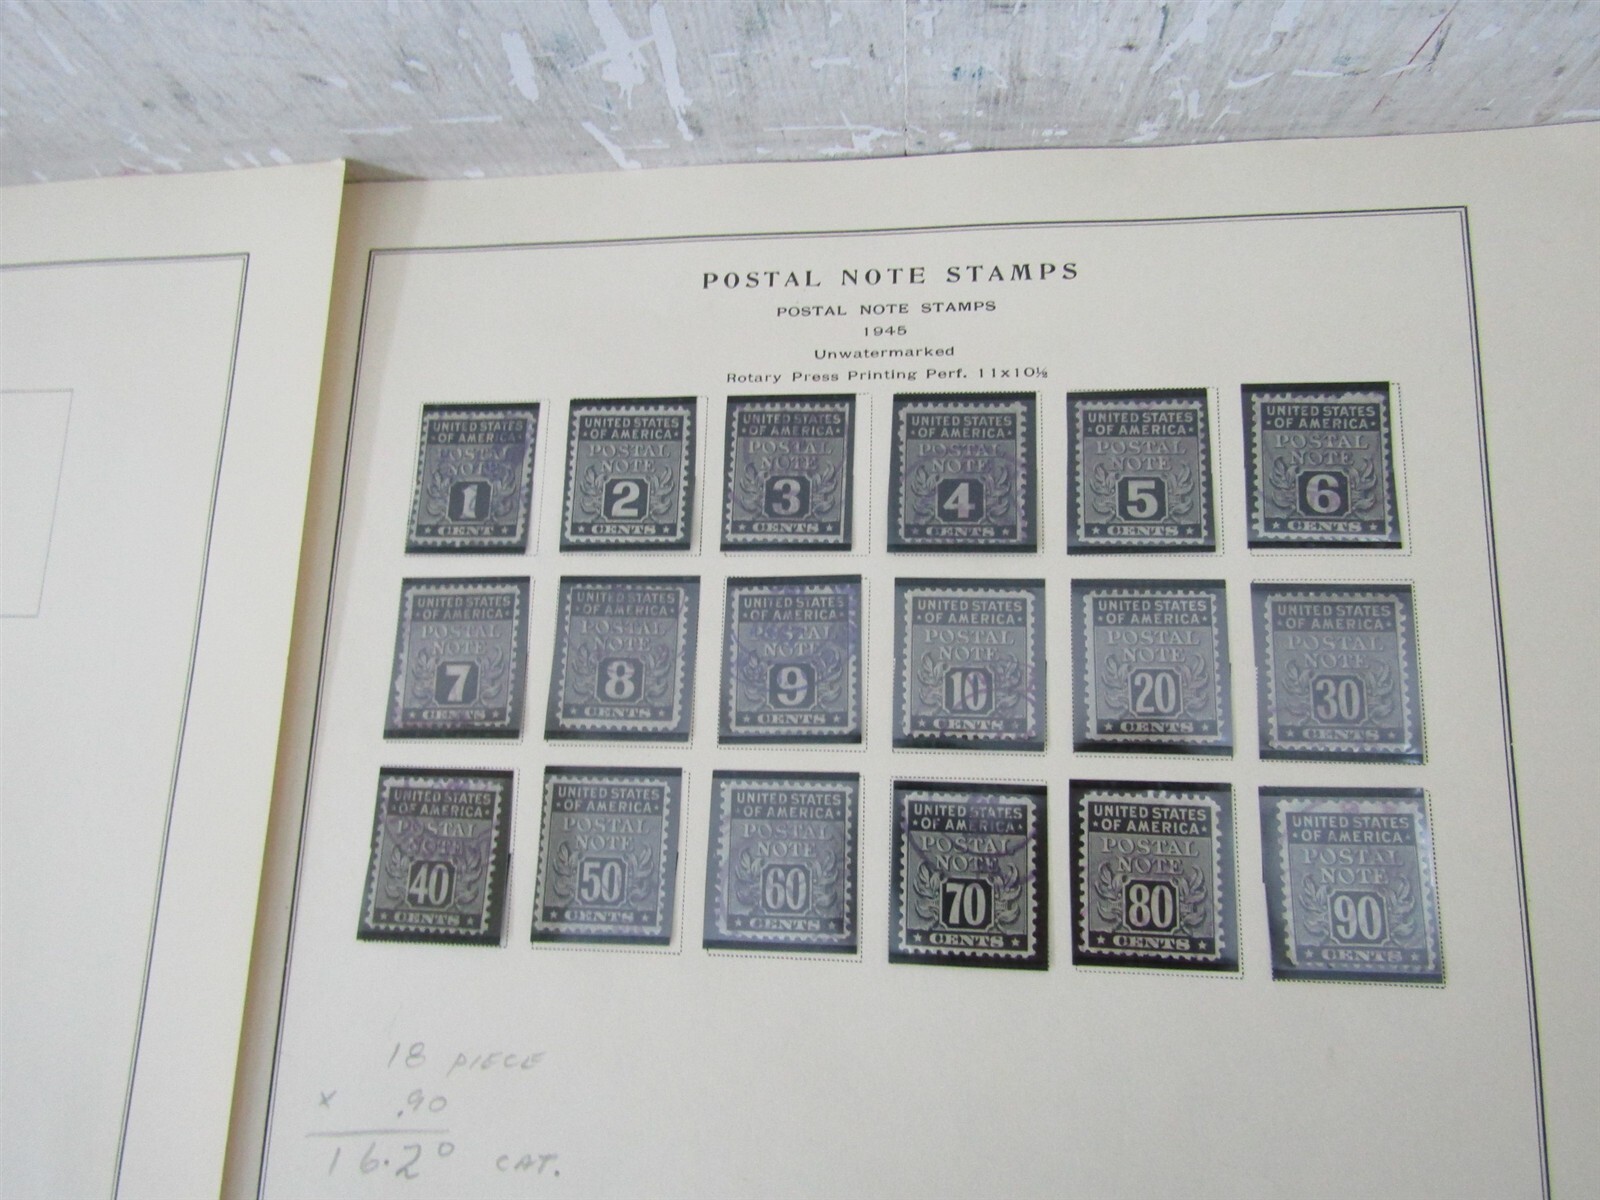 POSTAL NOTE STAMPS
POSTAL NOTE STAMPS
1945
Unwatermarked
Rotary Press Printing Perf. 11x10½
UNITED STATES OF AMERICA POSTAL NOTE 1 CENT
UNITED STATES OF AMERICA POSTAL NOTE 2 CENTS
UNITED STATES OF AMERICA POSTAL NOTE 3 CENTS
UNITED STATES OF AMERICA POSTAL NOTE 4 CENTS
UNITED STATES OF AMERICA POSTAL NOTE 5 CENTS
UNITED STATES OF AMERICA POSTAL NOTE 6 CENTS
UNITED STATES OF AMERICA POSTAL NOTE 7 CENTS
UNITED STATES OF AMERICA POSTAL NOTE 8 CENTS
UNITED STATES OF AMERICA POSTAL NOTE 9 CENTS
UNITED STATES OF AMERICA POSTAL NOTE 10 CENTS
UNITED STATES OF AMERICA POSTAL NOTE 20 CENTS
UNITED STATES OF AMERICA POSTAL NOTE 30 CENTS
UNITED STATES OF AMERICA POSTAL NOTE 40 CENTS
UNITED STATES OF AMERICA POSTAL NOTE 50 CENTS
UNITED STATES OF AMERICA POSTAL NOTE 60 CENTS
UNITED STATES OF AMERICA POSTAL NOTE 70 CENTS
UNITED STATES OF AMERICA POSTAL NOTE 80 CENTS
UNITED STATES OF AMERICA POSTAL NOTE 90 CENTS
18 PIECE
x .90
16.20 CAT.